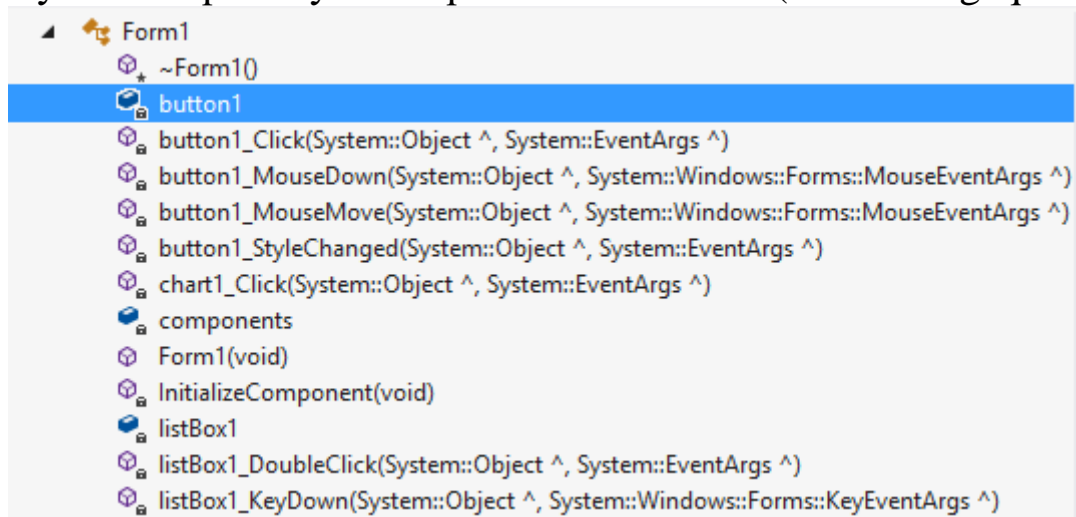 Form1
~Form1()
button1
button1_Click(System::Object ^, System::EventArgs ^)
button1_MouseDown(System::Object ^, System::Windows::Forms::MouseEventArgs ^)
button1_MouseMove(System::Object ^, System::Windows::Forms::MouseEventArgs ^)
button1_StyleChanged(System::Object ^, System::EventArgs ^)
chart1_Click(System::Object ^, System::EventArgs ^)
components
Form1(void)
InitializeComponent(void)
listBox1
listBox1_DoubleClick(System::Object ^, System::EventArgs ^)
listBox1_KeyDown(System::Object ^, System::Windows::Forms::KeyEventArgs ^)